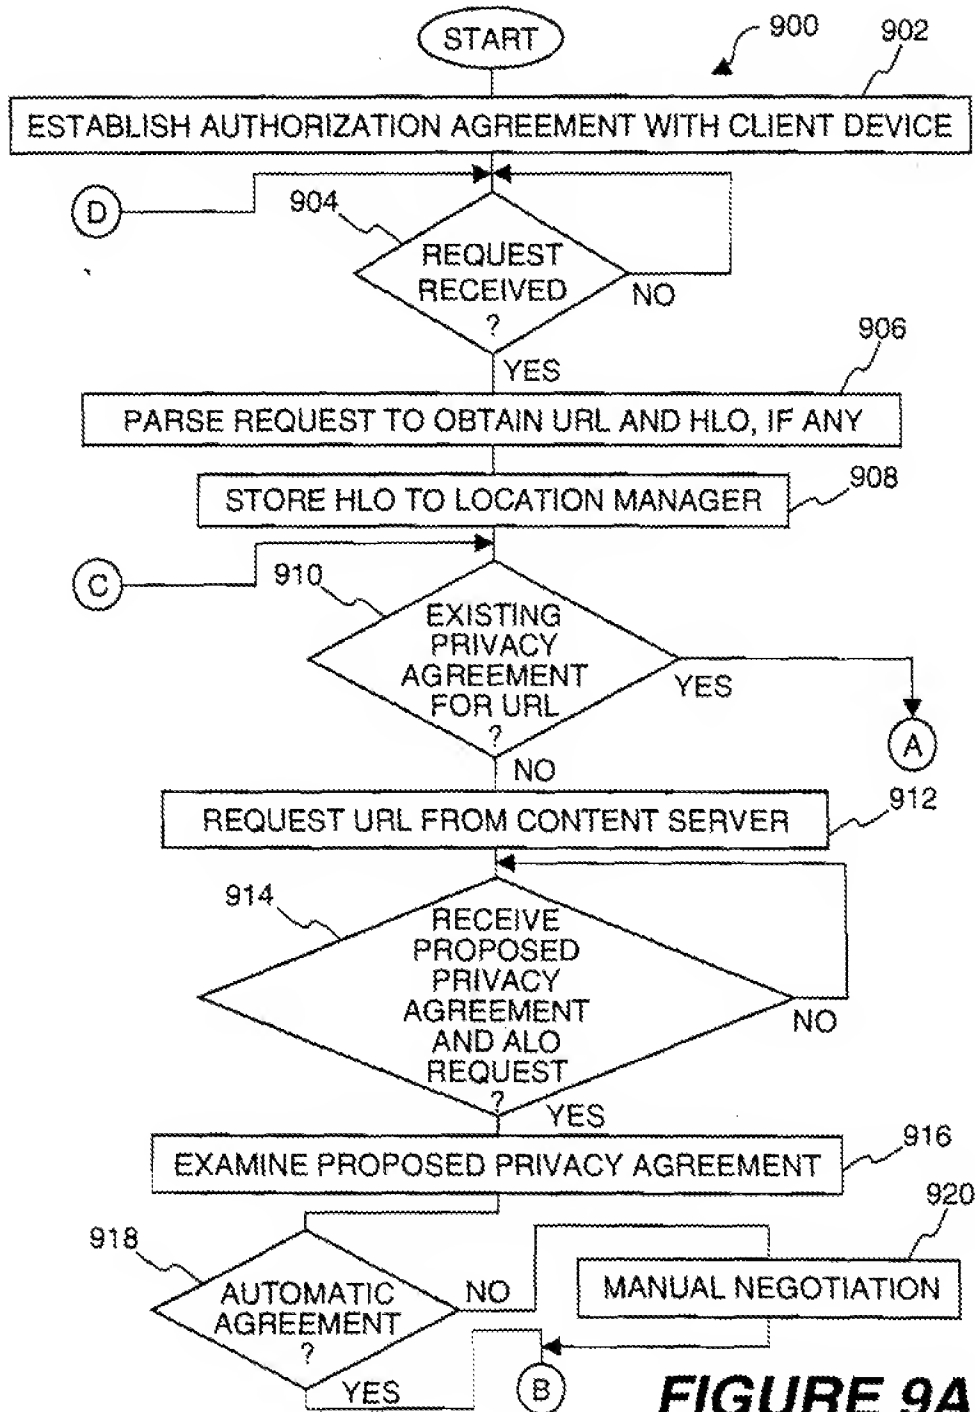 START
900
902
ESTABLISH AUTHORIZATION AGREEMENT WITH CLIENT DEVICE
D
904
REQUEST
RECEIVED
?
NO
YES
906
PARSE REQUEST TO OBTAIN URL AND HLO, IF ANY
STORE HLO TO LOCATION MANAGER
908
C
910
EXISTING
PRIVACY
AGREEMENT
FOR URL
?
YES
A
NO
REQUEST URL FROM CONTENT SERVER
912
914
RECEIVE
PROPOSED
PRIVACY
AGREEMENT
AND ALO
REQUEST
?
NO
YES
EXAMINE PROPOSED PRIVACY AGREEMENT
916
918
AUTOMATIC
AGREEMENT
?
NO
920
MANUAL NEGOTIATION
YES
B
FIGURE 9A